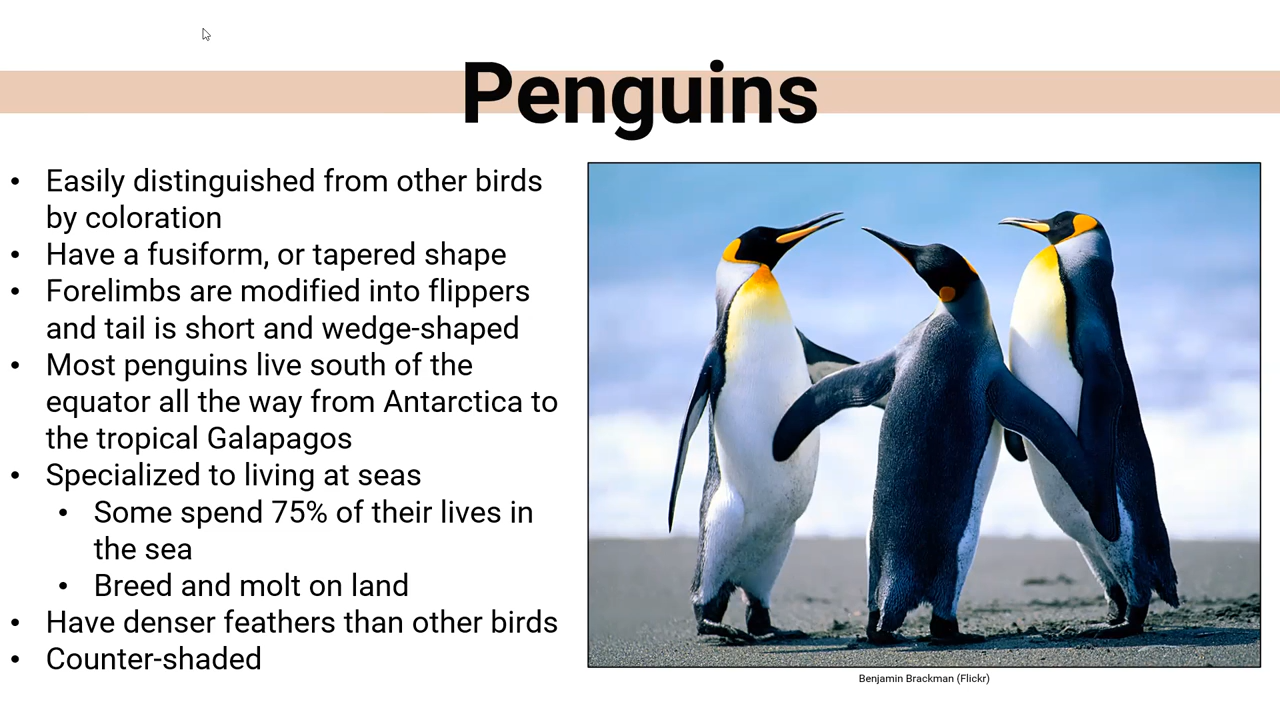 Penguins
• Easily distinguished from other birds
by coloration
• Have a fusiform, or tapered shape
• Forelimbs are modified into flippers
and tail is short and wedge-shaped
• Most penguins live south of the
equator all the way from Antarctica to
the tropical Galapagos
• Specialized to living at seas
• Some spend 75% of their lives in
the sea
• Breed and molt on land
• Have denser feathers than other birds
• Counter-shaded
Benjamin Brackman (Flickr)